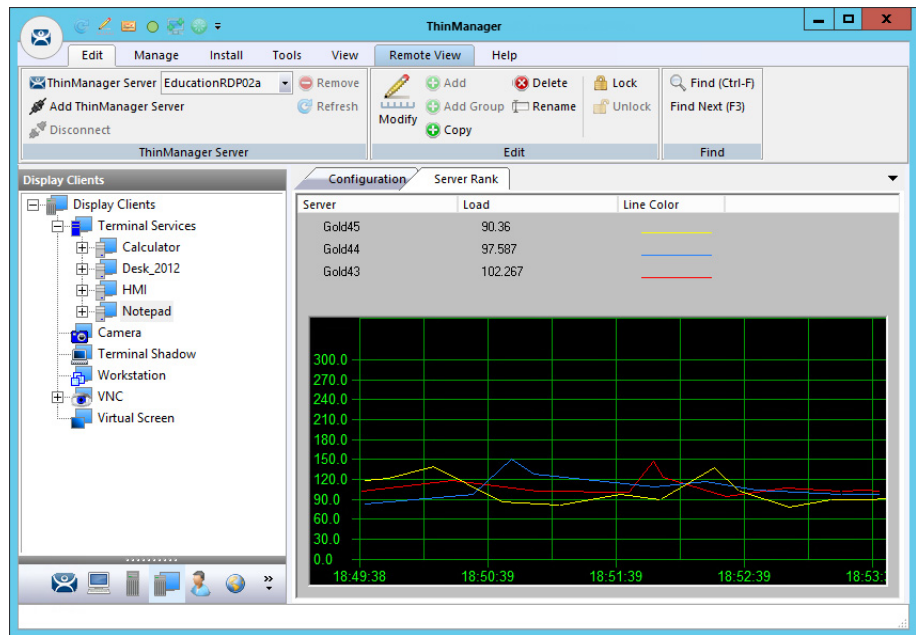 ThinManager
Edit Manage Install Tools View Remote View Help
ThinManager Server EducationRDP02a Remove Add Delete Lock Find (Ctrl-F)
Add ThinManager Server Refresh Modify Add Group Rename Unlock Find Next (F3)
Disconnect Copy
ThinManager Server Edit Find
Display Clients
Display Clients
Terminal Services
Calculator
Desk_2012
HMI
Notepad
Camera
Terminal Shadow
Workstation
VNC
Virtual Screen
Configuration Server Rank
Server Load Line Color
Gold45 90.36
Gold44 97.587
Gold43 102.267
300.0
270.0
240.0
210.0
180.0
150.0
120.0
90.0
60.0
30.0
0.0
18:49:38 18:50:39 18:51:39 18:52:39 18:53: